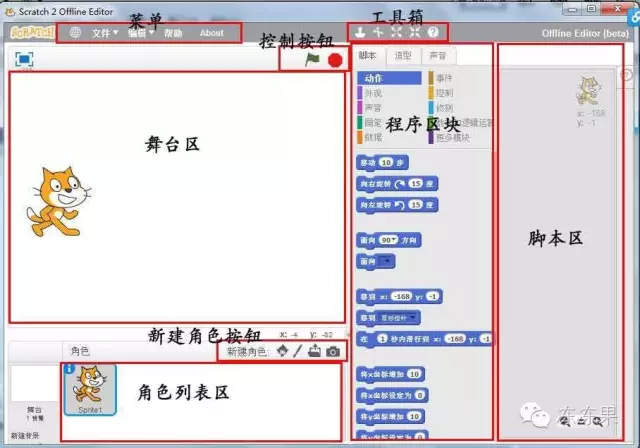 Scratch 2 Offline Editor
菜单
工具箱
SCRATCH
文件▼ 编辑▼ 帮助 About
Offline Editor (beta)
控制按钮
脚本 造型 声音
动作 事件
外观 控制
声音 侦测
画笔
数据 更多模块
程序区块
舞台区
x: -168
y: -1
移动 10 步
向右旋转 15 度
向左旋转 15 度
面向 90▼ 方向
面向
移到 x: -168 y: -1
移到 鼠标指针
在 1 秒内滑行到 x: -168 y: -1
将x坐标增加 10
将x坐标设定为 0
将y坐标增加 10
将y坐标设定为 0
脚本区
x: -4 y: -82
新建角色按钮
角色 新建角色:
角色列表区
Sprite1
舞台
1 背景
新建背景
东东果